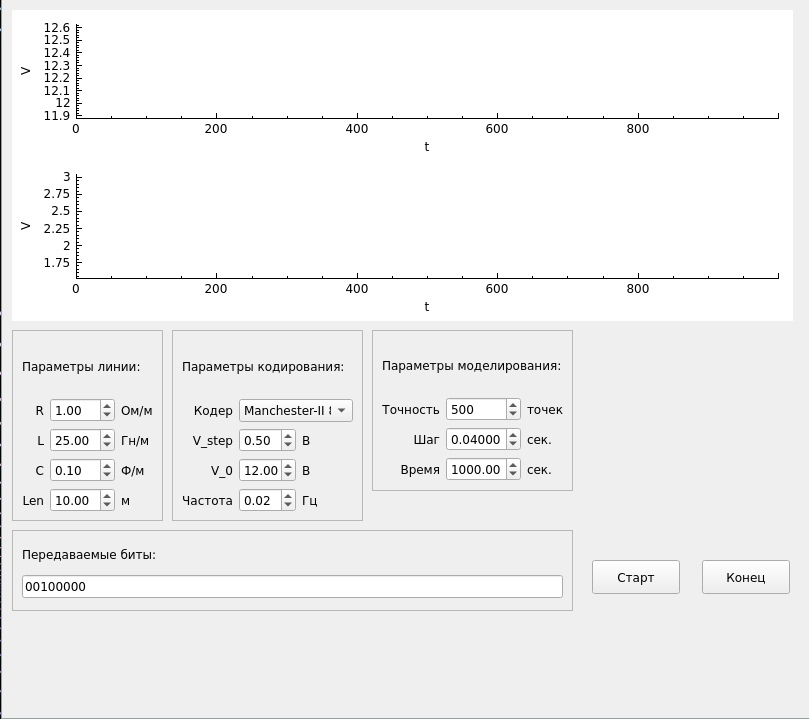 12.6
12.5
12.4
12.3
12.2
12.1
12
11.9
V
0 200 400 600 800
t
3
2.75
2.5
2.25
2
1.75
V
0 200 400 600 800
t
Параметры линии:
R 1.00 Ом/м
L 25.00 Гн/м
C 0.10 Ф/м
Len 10.00 м
Параметры кодирования:
Кодер Manchester-II
V_step 0.50 В
V_0 12.00 В
Частота 0.02 Гц
Параметры моделирования:
Точность 500 точек
Шаг 0.04000 сек.
Время 1000.00 сек.
Передаваемые биты:
00100000
Старт
Конец